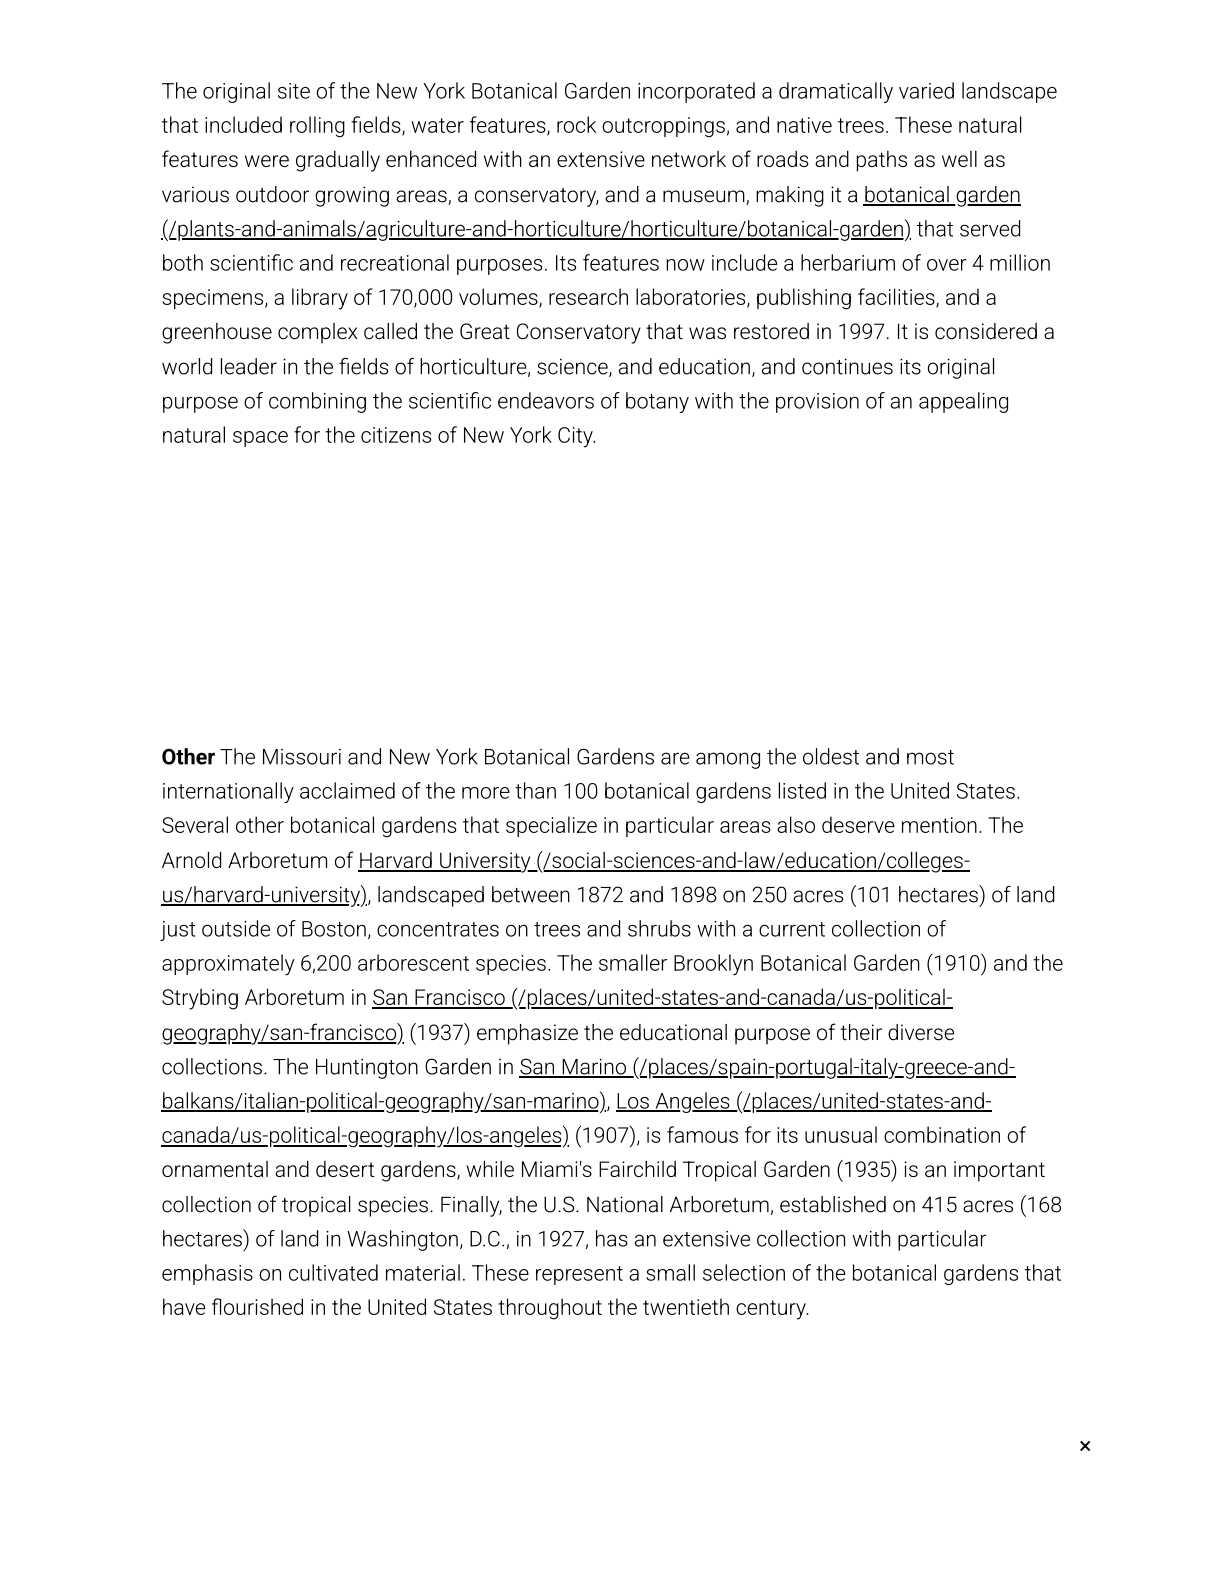 The original site of the New York Botanical Garden incorporated a dramatically varied landscape
that included rolling fields, water features, rock outcroppings, and native trees. These natural
features were gradually enhanced with an extensive network of roads and paths as well as
various outdoor growing areas, a conservatory, and a museum, making it a botanical garden
(/plants-and-animals/agriculture-and-horticulture/horticulture/botanical-garden) that served
both scientific and recreational purposes. Its features now include a herbarium of over 4 million
specimens, a library of 170,000 volumes, research laboratories, publishing facilities, and a
greenhouse complex called the Great Conservatory that was restored in 1997. It is considered a
world leader in the fields of horticulture, science, and education, and continues its original
purpose of combining the scientific endeavors of botany with the provision of an appealing
natural space for the citizens of New York City.
Other The Missouri and New York Botanical Gardens are among the oldest and most
internationally acclaimed of the more than 100 botanical gardens listed in the United States.
Several other botanical gardens that specialize in particular areas also deserve mention. The
Arnold Arboretum of Harvard University (/social-sciences-and-law/education/colleges-
us/harvard-university), landscaped between 1872 and 1898 on 250 acres (101 hectares) of land
just outside of Boston, concentrates on trees and shrubs with a current collection of
approximately 6,200 arborescent species. The smaller Brooklyn Botanical Garden (1910) and the
Strybing Arboretum in San Francisco (/places/united-states-and-canada/us-political-
geography/san-francisco) (1937) emphasize the educational purpose of their diverse
collections. The Huntington Garden in San Marino (/places/spain-portugal-italy-greece-and-
balkans/italian-political-geography/san-marino), Los Angeles (/places/united-states-and-
canada/us-political-geography/los-angeles) (1907), is famous for its unusual combination of
ornamental and desert gardens, while Miami's Fairchild Tropical Garden (1935) is an important
collection of tropical species. Finally, the U.S. National Arboretum, established on 415 acres (168
hectares) of land in Washington, D.C., in 1927, has an extensive collection with particular
emphasis on cultivated material. These represent a small selection of the botanical gardens that
have flourished in the United States throughout the twentieth century.
×